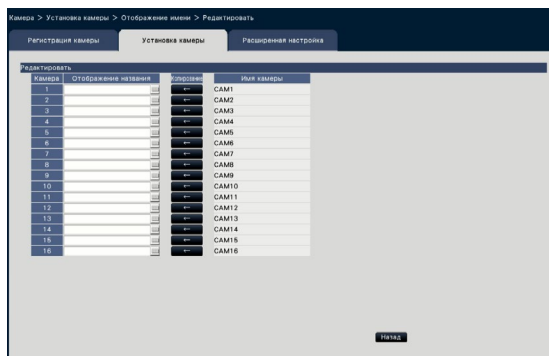 Камера > Установка камеры > Отображение имени > Редактировать
Регистрация камеры Установка камеры Расширенная настройка
Редактировать
Камера Отображение названия Копирование Имя камеры
1 ← CAM1
2 ← CAM2
3 ← CAM3
4 ← CAM4
5 ← CAM5
6 ← CAM6
7 ← CAM7
8 ← CAM8
9 ← CAM9
10 ← CAM10
11 ← CAM11
12 ← CAM12
13 ← CAM13
14 ← CAM14
15 ← CAM15
16 ← CAM16
Назад